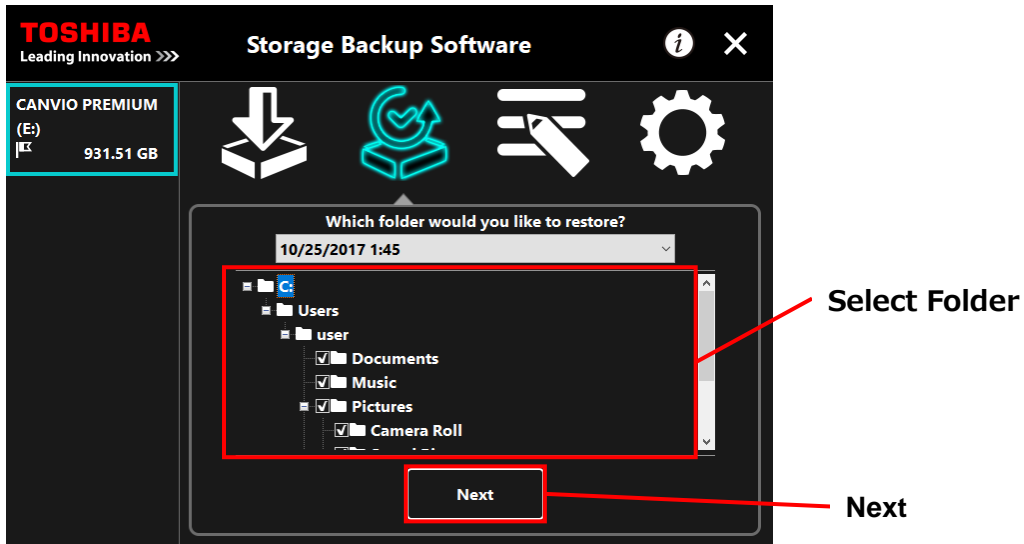 TOSHIBA
Leading Innovation >>>
Storage Backup Software
i
CANVIO PREMIUM
(E:)
931.51 GB
Which folder would you like to restore?
10/25/2017 1:45
C:
Users
user
Documents
Music
Pictures
Camera Roll
Next
Select Folder
Next